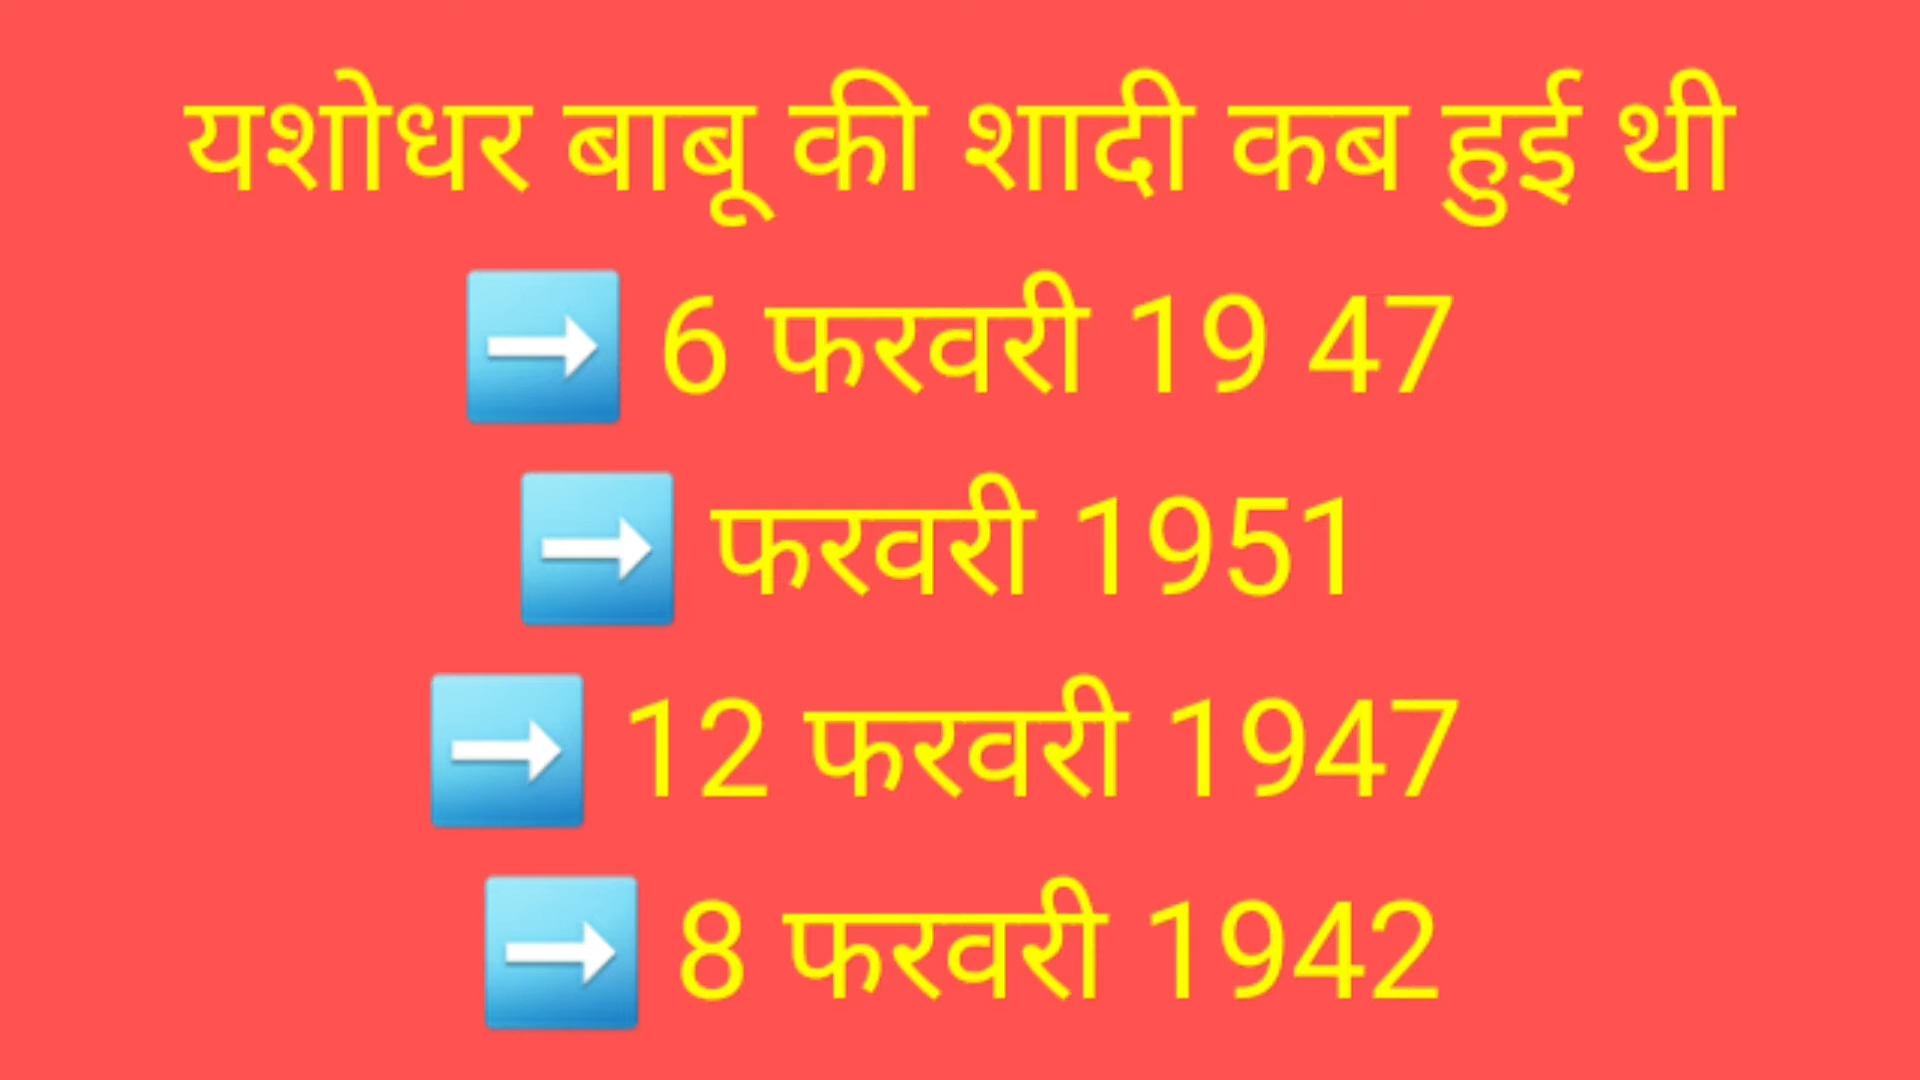 यशोधर बाबू की शादी कब हुई थी
➡️ 6 फरवरी 19 47
➡️ फरवरी 1951
➡️ 12 फरवरी 1947
➡️ 8 फरवरी 1942